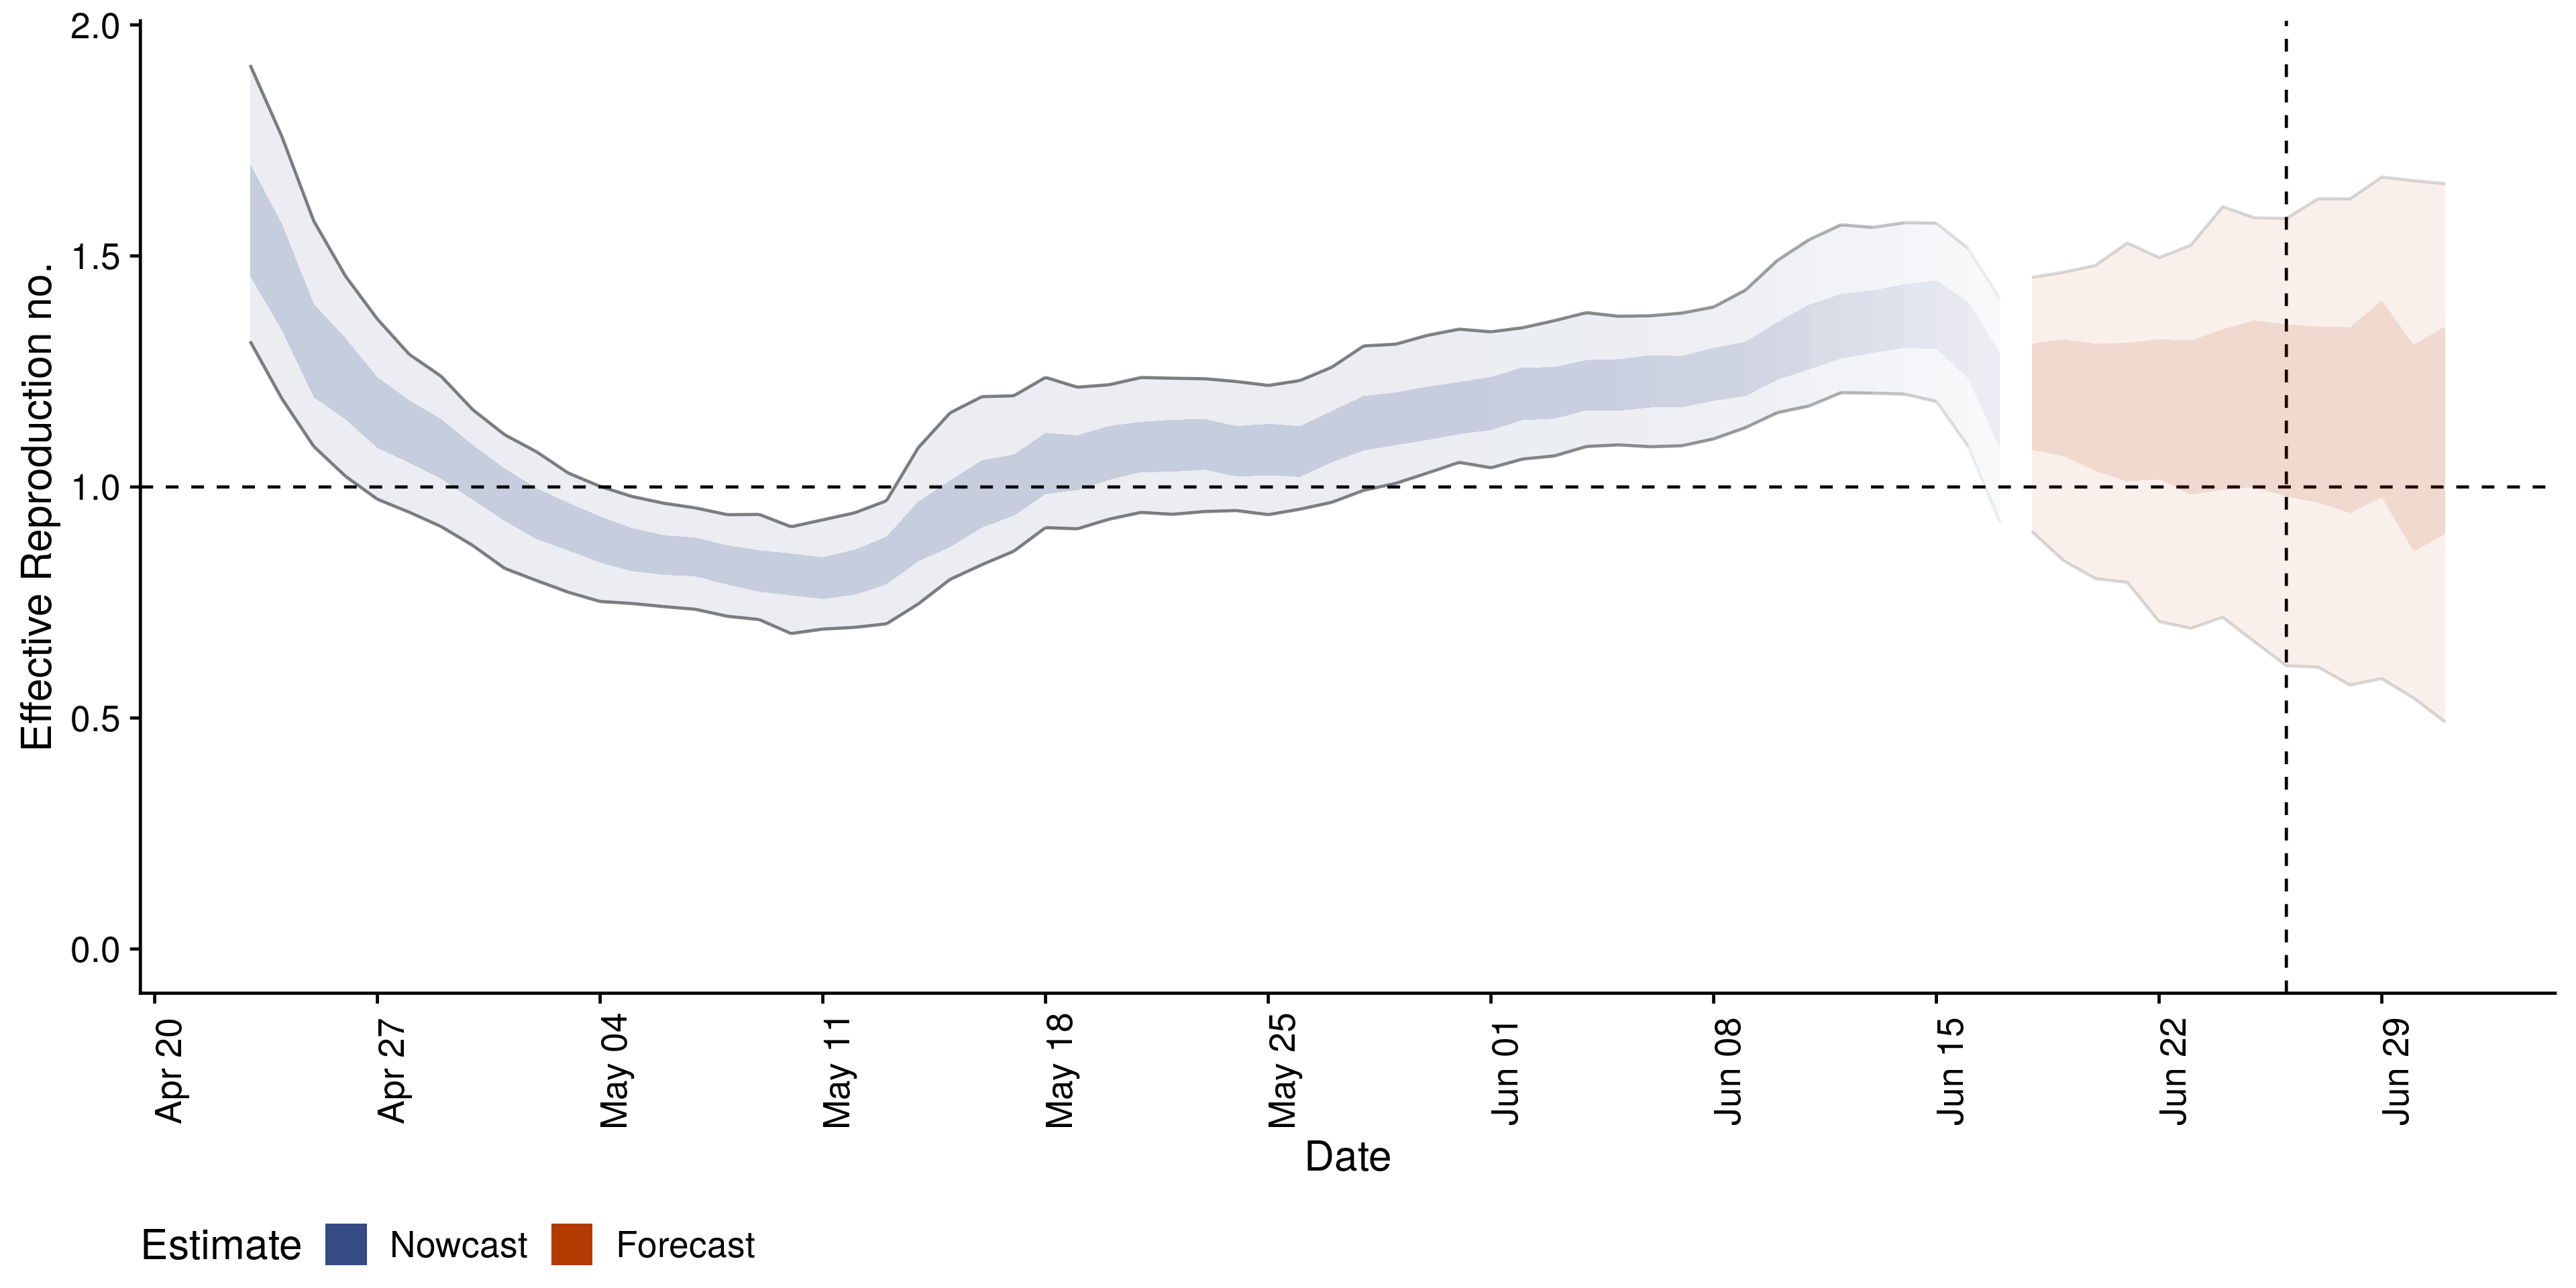 Effective Reproduction no.
2.0
1.5
1.0
0.5
0.0
Apr 20
Apr 27
May 04
May 11
May 18
May 25
Jun 01
Jun 08
Jun 15
Jun 22
Jun 29
Date
Estimate Nowcast Forecast